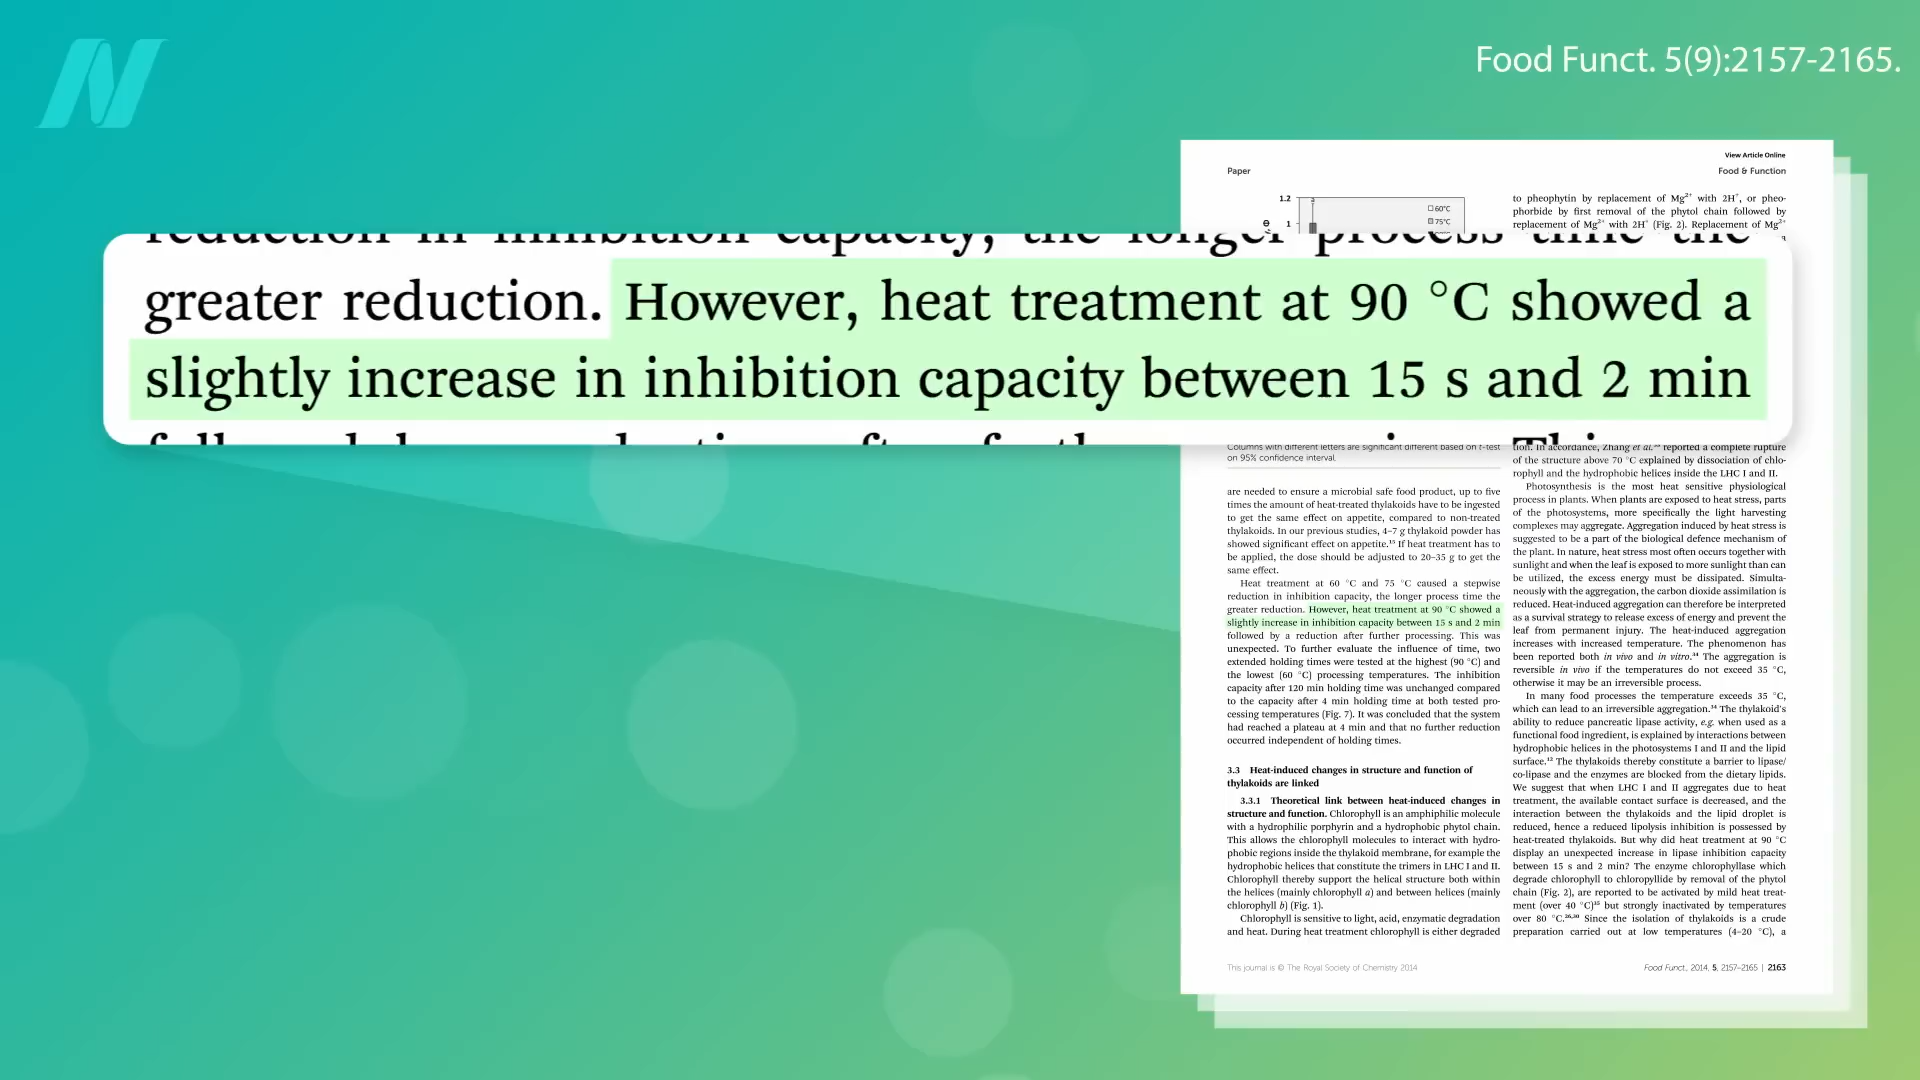 Food Funct. 5(9):2157-2165.
View Article Online
Paper
Food & Function
1.2
1
a
60°C
75°C
reduction in inhibition capacity, the longer process time the
greater reduction. However, heat treatment at 90 °C showed a
slightly increase in inhibition capacity between 15 s and 2 min
Columns with different letters are significant different based on t-test
on 95% confidence interval.
are needed to ensure a microbial safe food product, up to five
times the amount of heat-treated thylakoids have to be ingested
to get the same effect on appetite, compared to non-treated
thylakoids. In our previous studies, 4–7 g thylakoid powder has
showed significant effect on appetite.¹³ If heat treatment has to
be applied, the dose should be adjusted to 20–35 g to get the
same effect.
Heat treatment at 60 °C and 75 °C caused a stepwise
reduction in inhibition capacity, the longer process time the
greater reduction. However, heat treatment at 90 °C showed a
slightly increase in inhibition capacity between 15 s and 2 min
followed by a reduction after further processing. This was
unexpected. To further evaluate the influence of time, two
extended holding times were tested at the highest (90 °C) and
the lowest (60 °C) processing temperatures. The inhibition
capacity after 120 min holding time was unchanged compared
to the capacity after 4 min holding time at both tested pro-
cessing temperatures (Fig. 7). It was concluded that the system
had reached a plateau at 4 min and that no further reduction
occurred independent of holding times.
3.3 Heat-induced changes in structure and function of
thylakoids are linked
3.3.1 Theoretical link between heat-induced changes in
structure and function. Chlorophyll is an amphiphilic molecule
with a hydrophilic porphyrin and a hydrophobic phytol chain.
This allows the chlorophyll molecules to interact with hydro-
phobic regions inside the thylakoid membrane, for example the
hydrophobic helices that constitute the trimers in LHC I and II.
Chlorophyll thereby support the helical structure both within
the helices (mainly chlorophyll a) and between helices (mainly
chlorophyll b) (Fig. 1).
Chlorophyll is sensitive to light, acid, enzymatic degradation
and heat. During heat treatment chlorophyll is either degraded
to pheophytin by replacement of Mg²⁺ with 2H⁺, or pheo-
phorbide by first removal of the phytol chain followed by
replacement of Mg²⁺ with 2H⁺ (Fig. 2). Replacement of Mg²⁺
tion. In accordance, Zhang et al. reported a complete rupture
of the structure above 70 °C explained by dissociation of chlo-
rophyll and the hydrophobic helices inside the LHC I and II.
Photosynthesis is the most heat sensitive physiological
process in plants. When plants are exposed to heat stress, parts
of the photosystems, more specifically the light harvesting
complexes may aggregate. Aggregation induced by heat stress is
suggested to be a part of the biological defence mechanism of
the plant. In nature, heat stress most often occurs together with
sunlight and when the leaf is exposed to more sunlight than can
be utilized, the excess energy must be dissipated. Simulta-
neously with the aggregation, the carbon dioxide assimilation is
reduced. Heat-induced aggregation can therefore be interpreted
as a survival strategy to release excess of energy and prevent the
leaf from permanent injury. The heat-induced aggregation
increases with increased temperature. The phenomenon has
been reported both in vivo and in vitro.³⁴ The aggregation is
reversible in vivo if the temperatures do not exceed 35 °C,
otherwise it may be an irreversible process.
In many food processes the temperature exceeds 35 °C,
which can lead to an irreversible aggregation.³⁴ The thylakoid's
ability to reduce pancreatic lipase activity, e.g. when used as a
functional food ingredient, is explained by interactions between
hydrophobic helices in the photosystems I and II and the lipid
surface.¹² The thylakoids thereby constitute a barrier to lipase/
co-lipase and the enzymes are blocked from the dietary lipids.
We suggest that when LHC I and II aggregates due to heat
treatment, the available contact surface is decreased, and the
interaction between the thylakoids and the lipid droplet is
reduced, hence a reduced lipolysis inhibition is possessed by
heat-treated thylakoids. But why did heat treatment at 90 °C
display an unexpected increase in lipase inhibition capacity
between 15 s and 2 min? The enzyme chlorophyllase which
degrade chlorophyll to chloropyllide by removal of the phytol
chain (Fig. 2), are reported to be activated by mild heat treat-
ment (over 40 °C)³⁵ but strongly inactivated by temperatures
over 80 °C.²⁶,³⁰ Since the isolation of thylakoids is a crude
preparation carried out at low temperatures (4–20 °C), a
This journal is © The Royal Society of Chemistry 2014
Food Funct., 2014, 5, 2157–2165 | 2163